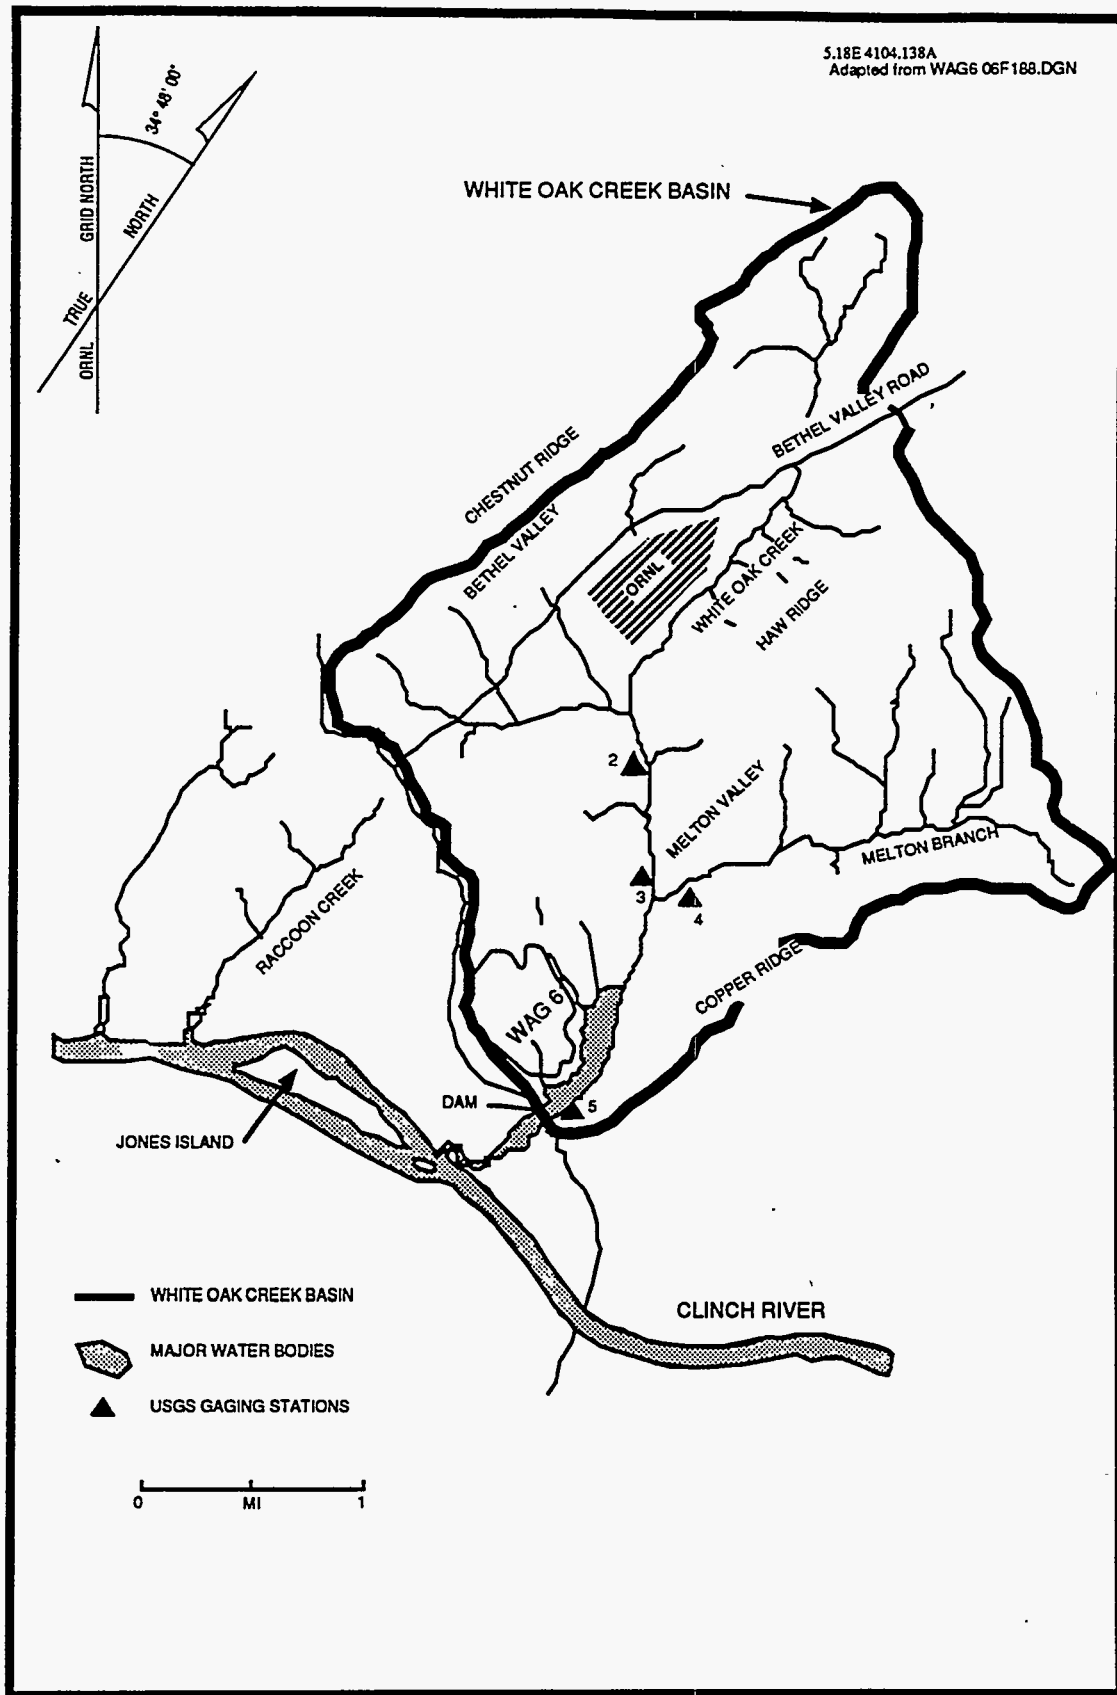 5.18E 4104.138A
Adapted from WAG6 06F188.DGN
34° 48' 00"
ORNL GRID NORTH
TRUE NORTH
WHITE OAK CREEK BASIN
BETHEL VALLEY ROAD
CHESTNUT RIDGE
BETHEL VALLEY
ORNL
WHITE OAK CREEK
HAW RIDGE
2
MELTON VALLEY
MELTON BRANCH
3
4
RACCOON CREEK
COPPER RIDGE
WAG 6
DAM
5
JONES ISLAND
WHITE OAK CREEK BASIN
CLINCH RIVER
MAJOR WATER BODIES
USGS GAGING STATIONS
0 MI 1